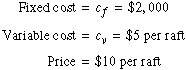 Fixed cost = c_f = $2,000
Variable cost = c_v = $5 per raft
Price = $10 per raft